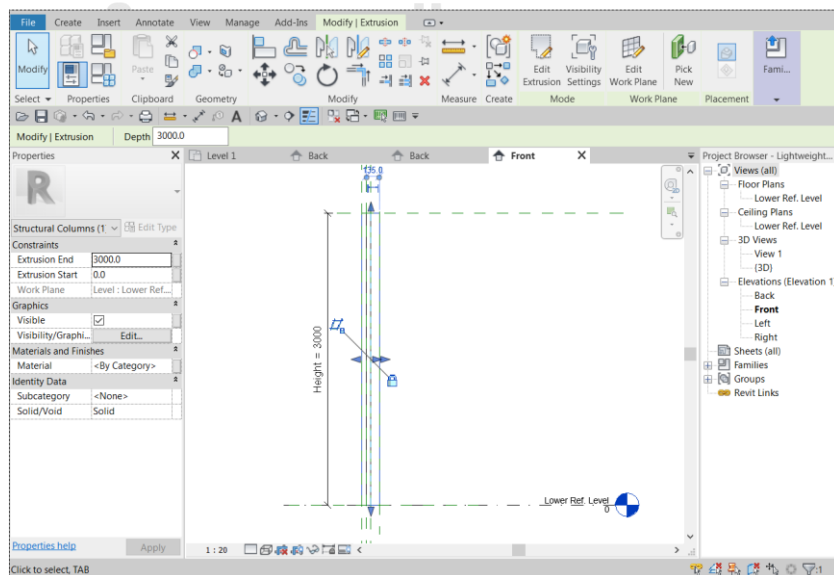 File Create Insert Annotate View Manage Add-Ins Modify | Extrusion
Modify Paste Edit Extrusion Visibility Settings Edit Work Plane Pick New Fami...
Select Properties Clipboard Geometry Modify Measure Create Mode Work Plane Placement
Modify | Extrusion Depth 3000.0
Properties X Level 1 Back Back Front X Project Browser - Lightweight...
R
Structural Columns (1) Edit Type
Constraints
Extrusion End 3000.0
Extrusion Start 0.0
Work Plane Level : Lower Ref...
Graphics
Visible
Visibility/Graphi... Edit...
Materials and Finishes
Material <By Category>
Identity Data
Subcategory <None>
Solid/Void Solid
Properties help Apply
Height = 3000
Lower Ref. Level
0
1 : 20
Views (all)
Floor Plans
Lower Ref. Level
Ceiling Plans
Lower Ref. Level
3D Views
View 1
{3D}
Elevations (Elevation 1)
Back
Front
Left
Right
Sheets (all)
Families
Groups
Revit Links
Click to select, TAB :1